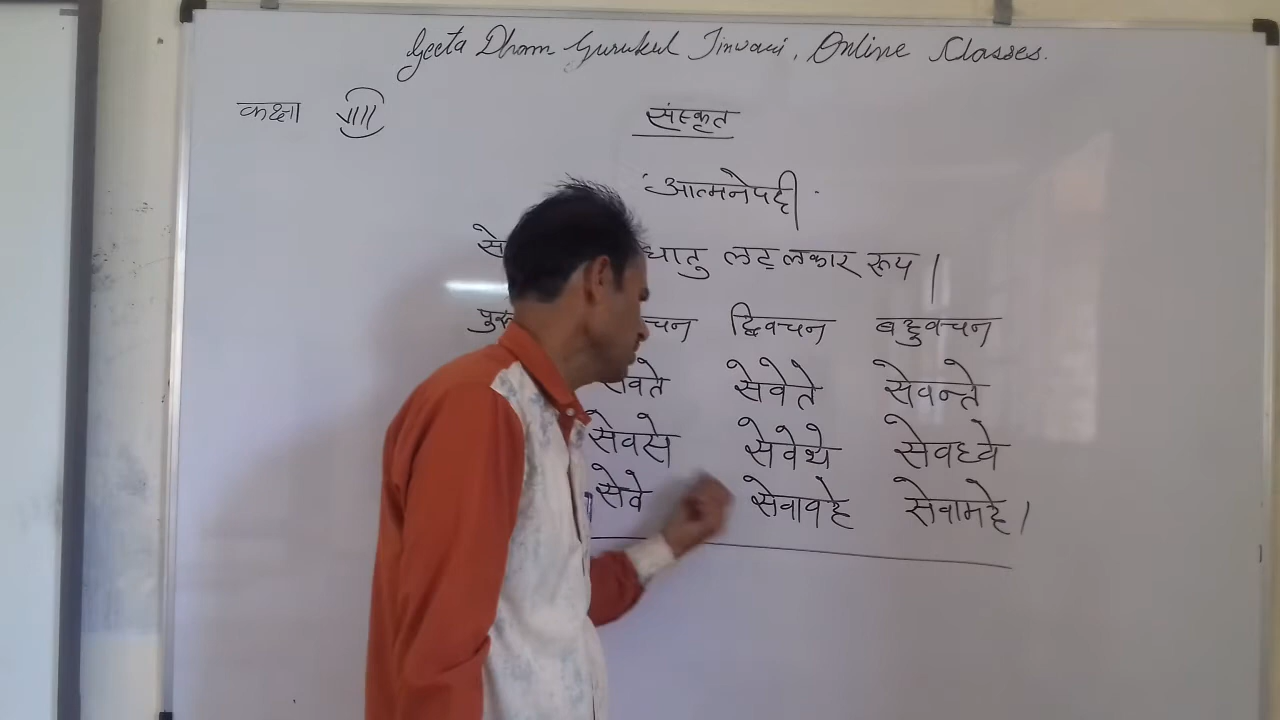 Geeta Dham Gurukul Jinwani, Online Classes.
कक्षा VIII
संस्कृत
'आत्मनेपदी'
धातु लट् लकार रूप।
द्विवचन बहुवचन
सेवेते सेवन्ते
सेवसे सेवेथे सेवध्वे
सेवे सेवावहे सेवामहे।